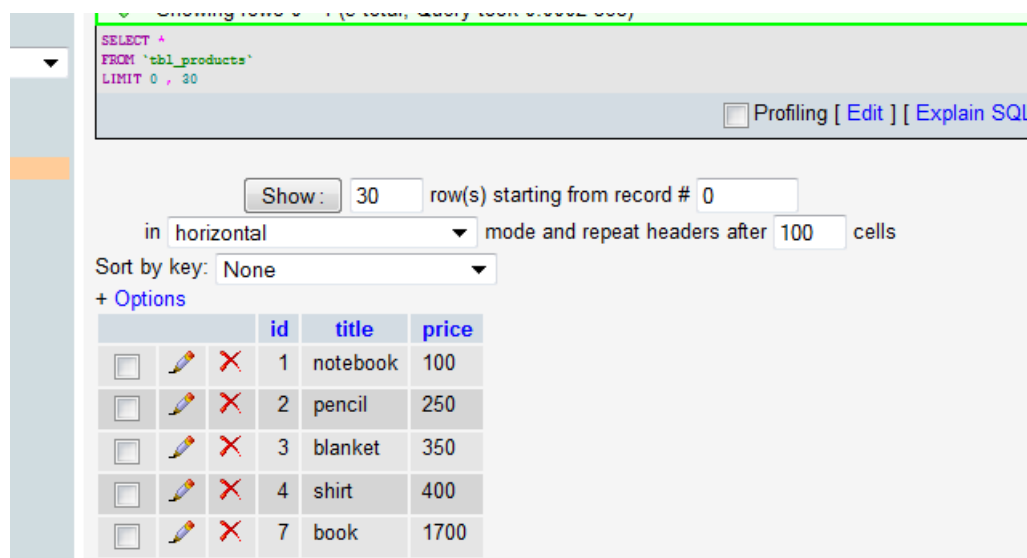 SELECT *
FROM `tbl_products`
LIMIT 0 , 30
Profiling [ Edit ] [ Explain SQL
Show : 30 row(s) starting from record # 0
in horizontal mode and repeat headers after 100 cells
Sort by key: None
+ Options
id title price
1 notebook 100
2 pencil 250
3 blanket 350
4 shirt 400
7 book 1700